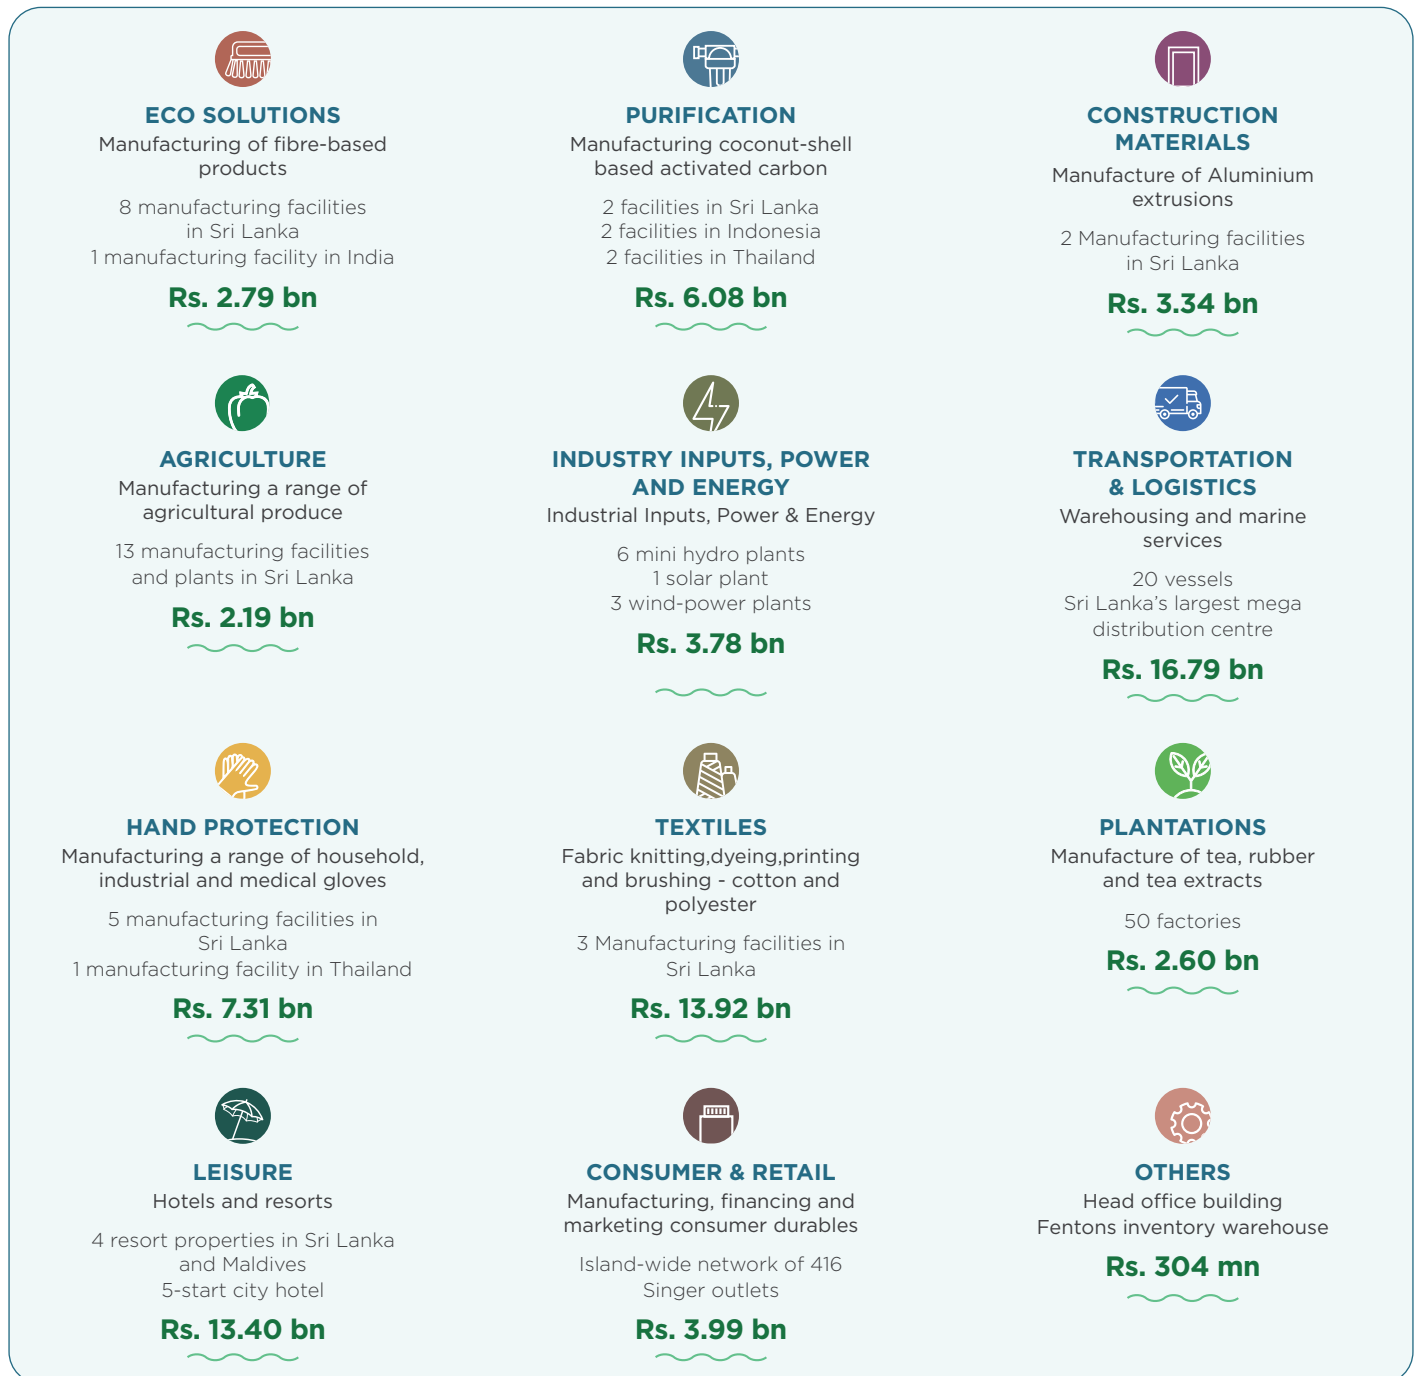 ECO SOLUTIONS
Manufacturing of fibre-based
products
8 manufacturing facilities
in Sri Lanka
1 manufacturing facility in India
Rs. 2.79 bn
PURIFICATION
Manufacturing coconut-shell
based activated carbon
2 facilities in Sri Lanka
2 facilities in Indonesia
2 facilities in Thailand
Rs. 6.08 bn
CONSTRUCTION
MATERIALS
Manufacture of Aluminium
extrusions
2 Manufacturing facilities
in Sri Lanka
Rs. 3.34 bn
AGRICULTURE
Manufacturing a range of
agricultural produce
13 manufacturing facilities
and plants in Sri Lanka
Rs. 2.19 bn
INDUSTRY INPUTS, POWER
AND ENERGY
Industrial Inputs, Power & Energy
6 mini hydro plants
1 solar plant
3 wind-power plants
Rs. 3.78 bn
TRANSPORTATION
& LOGISTICS
Warehousing and marine
services
20 vessels
Sri Lanka's largest mega
distribution centre
Rs. 16.79 bn
HAND PROTECTION
Manufacturing a range of household,
industrial and medical gloves
5 manufacturing facilities in
Sri Lanka
1 manufacturing facility in Thailand
Rs. 7.31 bn
TEXTILES
Fabric knitting,dyeing,printing
and brushing - cotton and
polyester
3 Manufacturing facilities in
Sri Lanka
Rs. 13.92 bn
PLANTATIONS
Manufacture of tea, rubber
and tea extracts
50 factories
Rs. 2.60 bn
LEISURE
Hotels and resorts
4 resort properties in Sri Lanka
and Maldives
5-start city hotel
Rs. 13.40 bn
CONSUMER & RETAIL
Manufacturing, financing and
marketing consumer durables
Island-wide network of 416
Singer outlets
Rs. 3.99 bn
OTHERS
Head office building
Fentons inventory warehouse
Rs. 304 mn